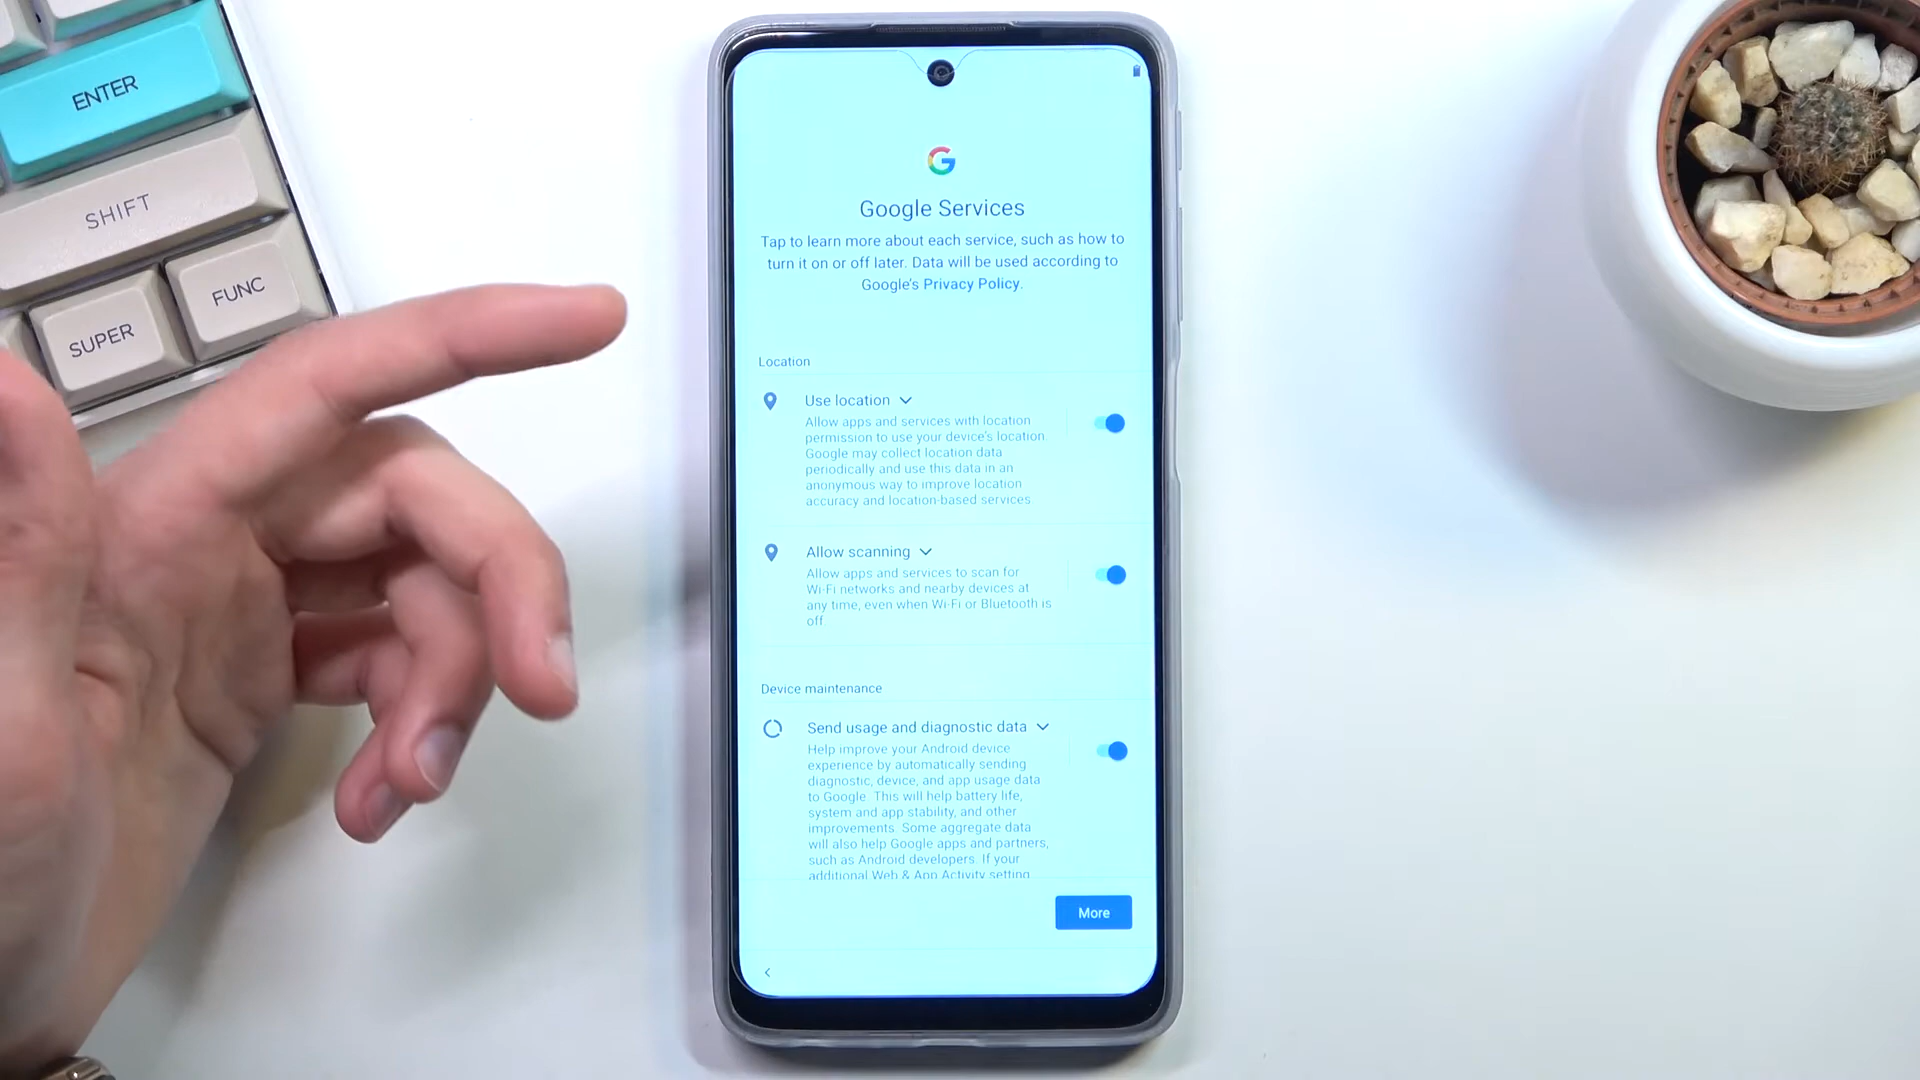 ENTER
SHIFT
FUNC
SUPER
Google Services
Tap to learn more about each service, such as how to
turn it on or off later. Data will be used according to
Google's Privacy Policy.
Location
Use location
Allow apps and services with location
permission to use your device's location.
Google may collect location data
periodically and use this data in an
anonymous way to improve location
accuracy and location-based services.
Allow scanning
Allow apps and services to scan for
Wi-Fi networks and nearby devices at
any time, even when Wi-Fi or Bluetooth is
off.
Device maintenance
Send usage and diagnostic data
Help improve your Android device
experience by automatically sending
diagnostic, device, and app usage data
to Google. This will help battery life,
system and app stability, and other
improvements. Some aggregate data
will also help Google apps and partners,
such as Android developers. If your
additional Web & App Activity setting
More